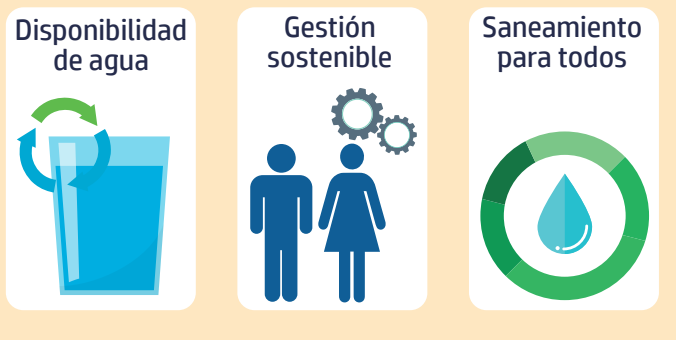 Disponibilidad
de agua
Gestión
sostenible
Saneamiento
para todos